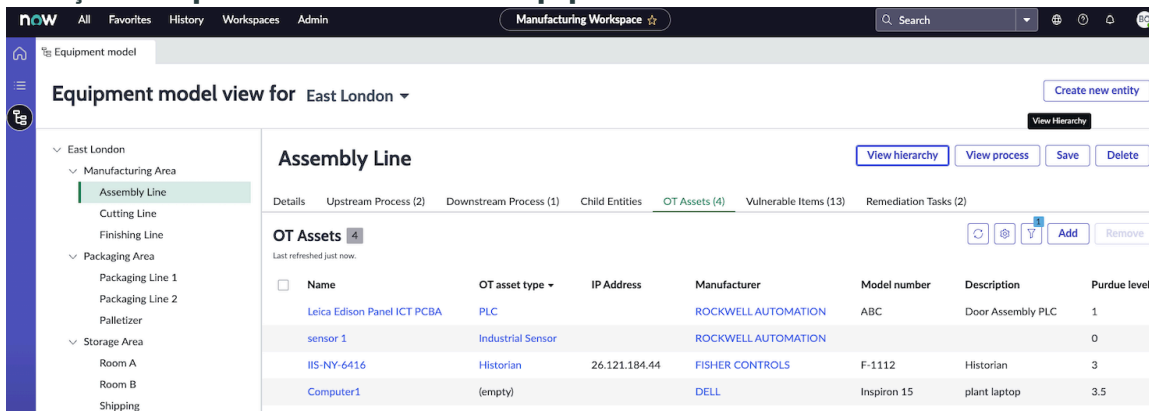 now All Favorites History Workspaces Admin Manufacturing Workspace Search
Equipment model
Equipment model view for East London
Create new entity
View Hierarchy
East London
Manufacturing Area
Assembly Line
Cutting Line
Finishing Line
Packaging Area
Packaging Line 1
Packaging Line 2
Palletizer
Storage Area
Room A
Room B
Shipping
Assembly Line
View hierarchy View process Save Delete
Details Upstream Process (2) Downstream Process (1) Child Entities OT Assets (4) Vulnerable Items (13) Remediation Tasks (2)
OT Assets 4
Last refreshed just now.
1
Add Remove
Name OT asset type IP Address Manufacturer Model number Description Purdue level
Leica Edison Panel ICT PCBA PLC ROCKWELL AUTOMATION ABC Door Assembly PLC 1
sensor 1 Industrial Sensor ROCKWELL AUTOMATION 0
IIS-NY-6416 Historian 26.121.184.44 FISHER CONTROLS F-1112 Historian 3
Computer1 (empty) DELL Inspiron 15 plant laptop 3.5